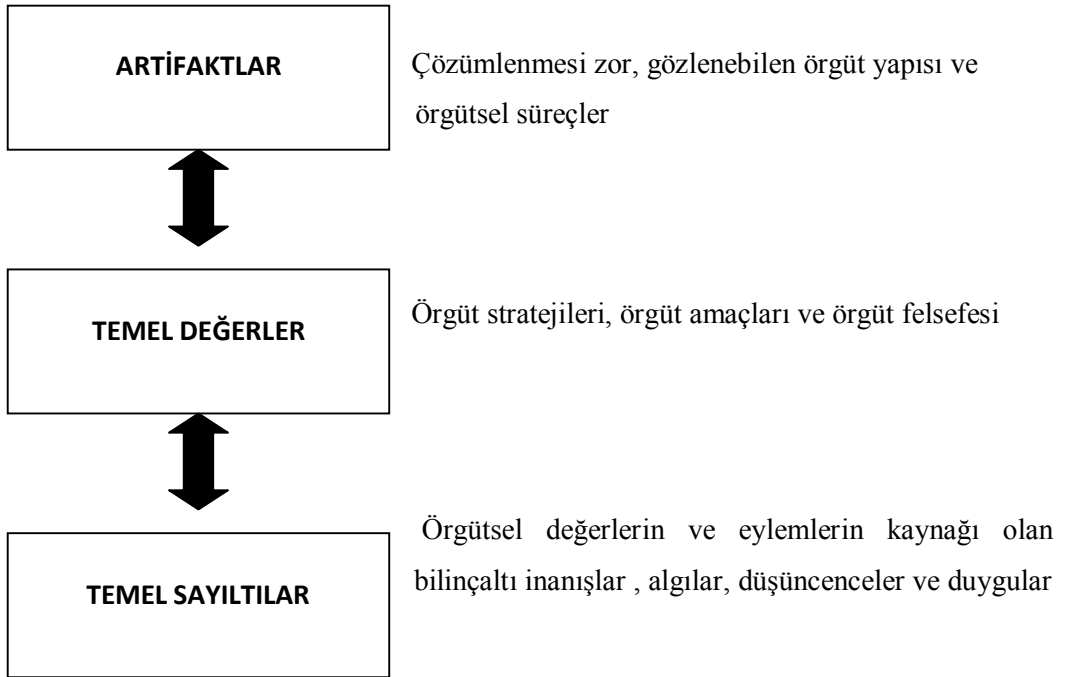 ARTİFAKTLAR
Çözümlenmesi zor, gözlenebilen örgüt yapısı ve
örgütsel süreçler
TEMEL DEĞERLER
Örgüt stratejileri, örgüt amaçları ve örgüt felsefesi
TEMEL SAYILTILAR
Örgütsel değerlerin ve eylemlerin kaynağı olan
bilinçaltı inanışlar , algılar, düşüncenceler ve duygular